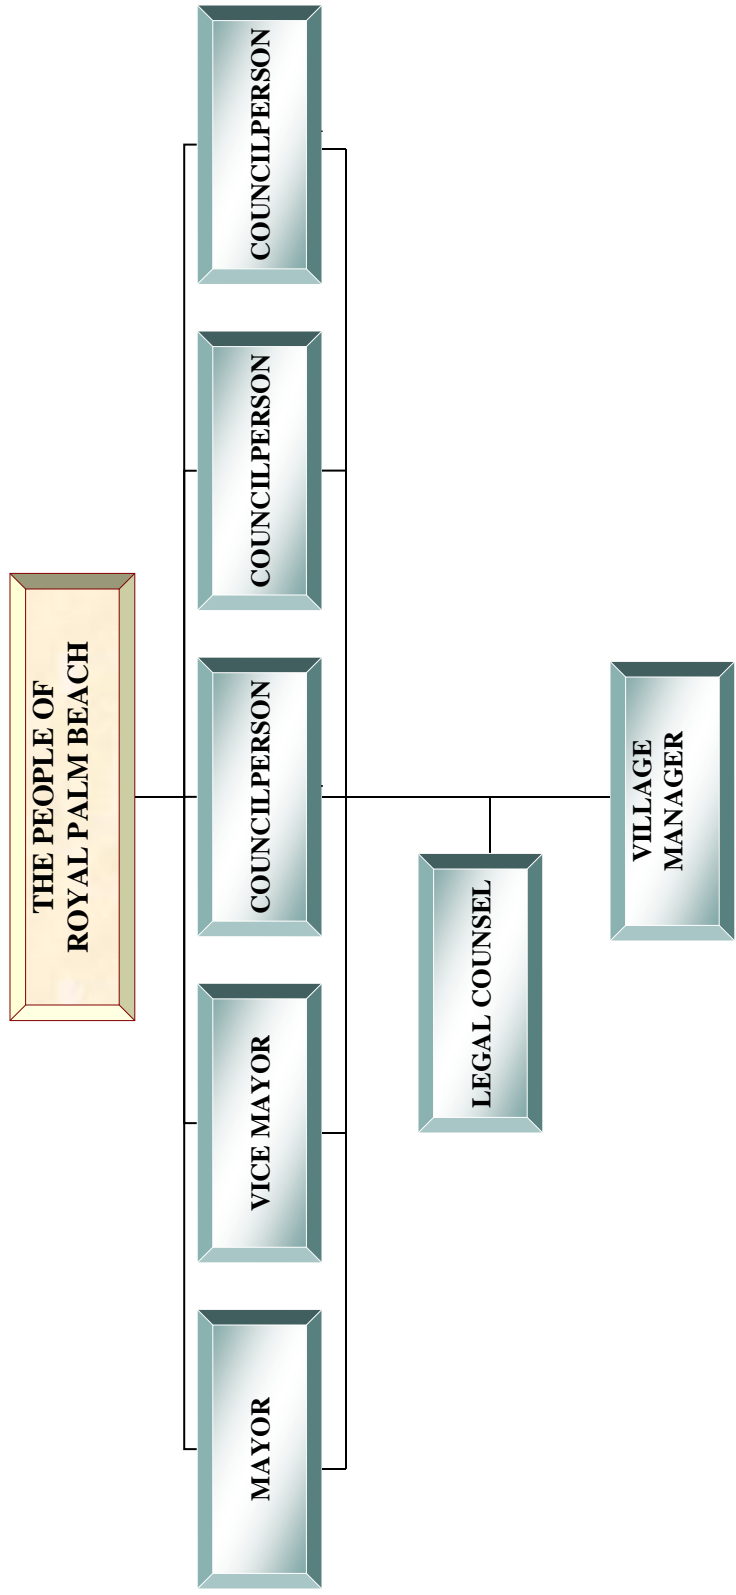 THE PEOPLE OF
ROYAL PALM BEACH
MAYOR
VICE MAYOR
COUNCILPERSON
COUNCILPERSON
COUNCILPERSON
LEGAL COUNSEL
VILLAGE
MANAGER